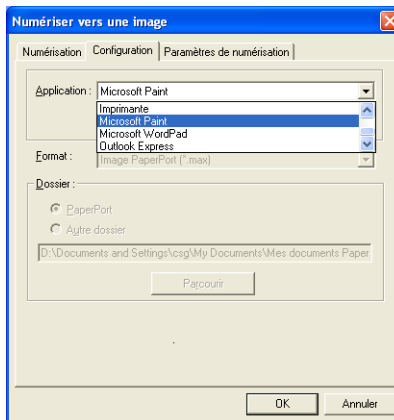 Numériser vers une image
Numérisation Configuration Paramètres de numérisation
Application : Microsoft Paint
Imprimante
Microsoft Paint
Microsoft WordPad
Outlook Express
Format : Image PaperPort (*.max)
Dossier :
PaperPort
Autre dossier
D:\Documents and Settings\csg\My Documents\Mes documents Paper
Parcourir
OK Annuler